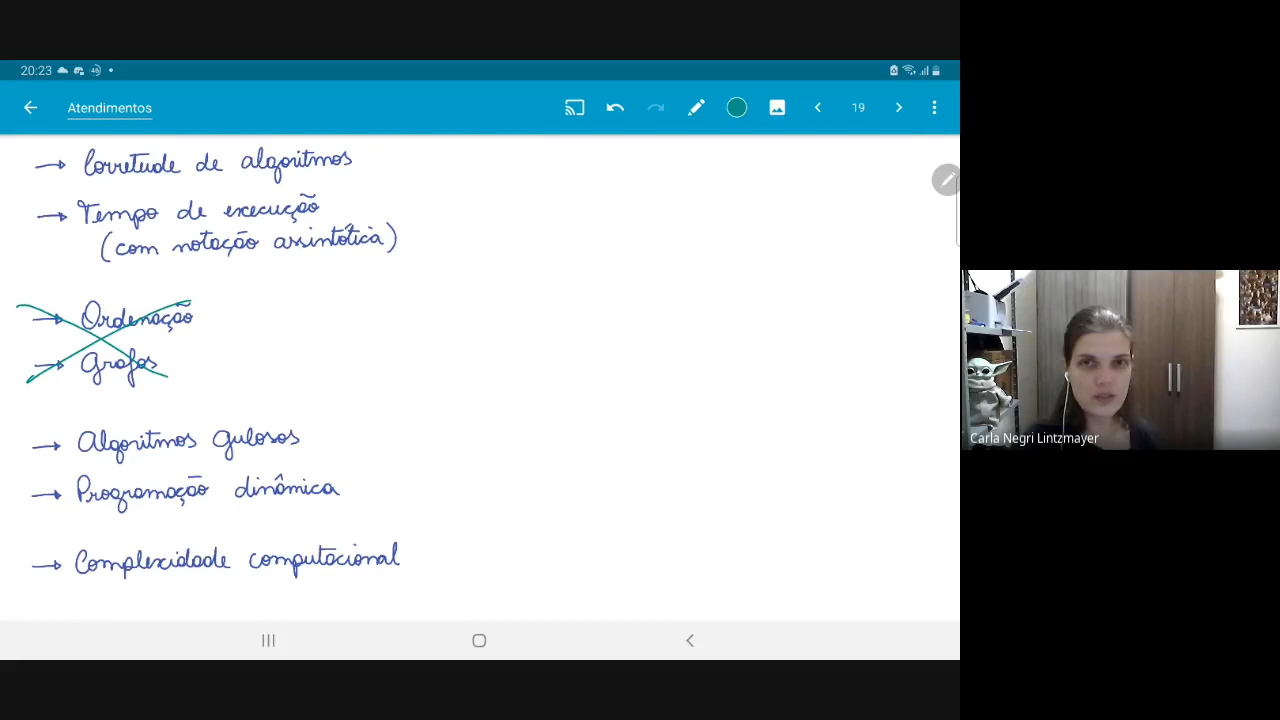 20:23
Atendimentos
19
→ Corretude de algoritmos
→ Tempo de execução
(com notação assintótica)
→ Ordenação
→ Grafos
→ Algoritmos gulosos
→ Programação dinâmica
→ Complexidade computacional
Carla Negri Lintzmayer